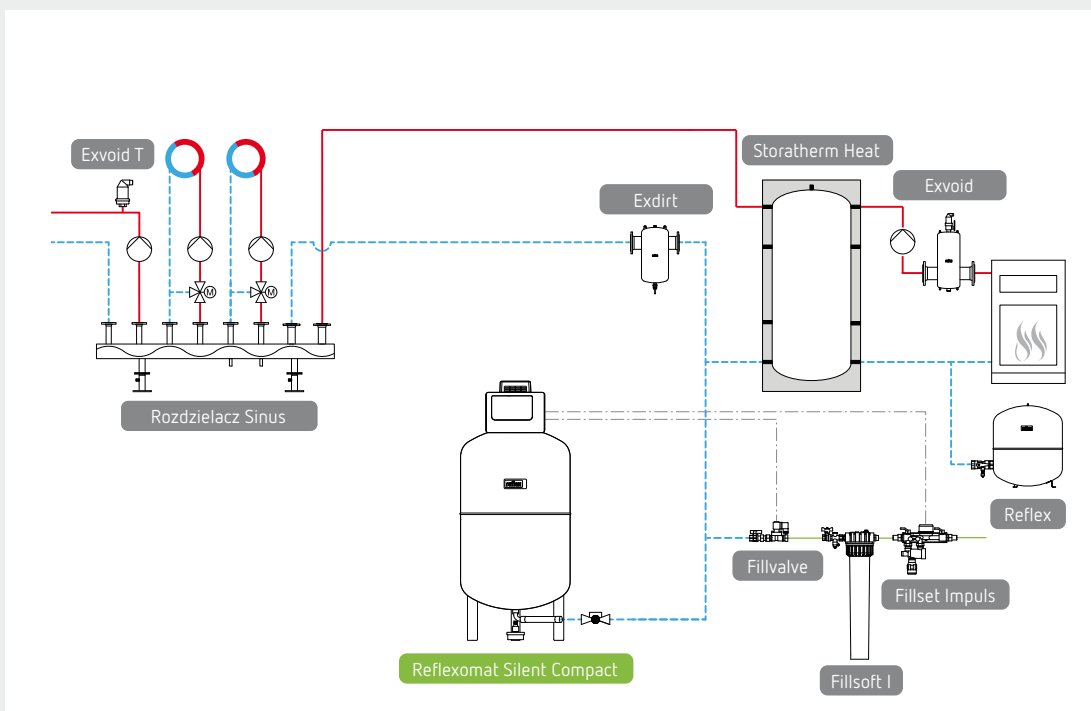 Exvoid T
Storatherm Heat
Exvoid
Exdirt
M
M
Rozdzielacz Sinus
Reflex
Fillvalve
Fillset Impuls
Reflexomat Silent Compact
Fillsoft I